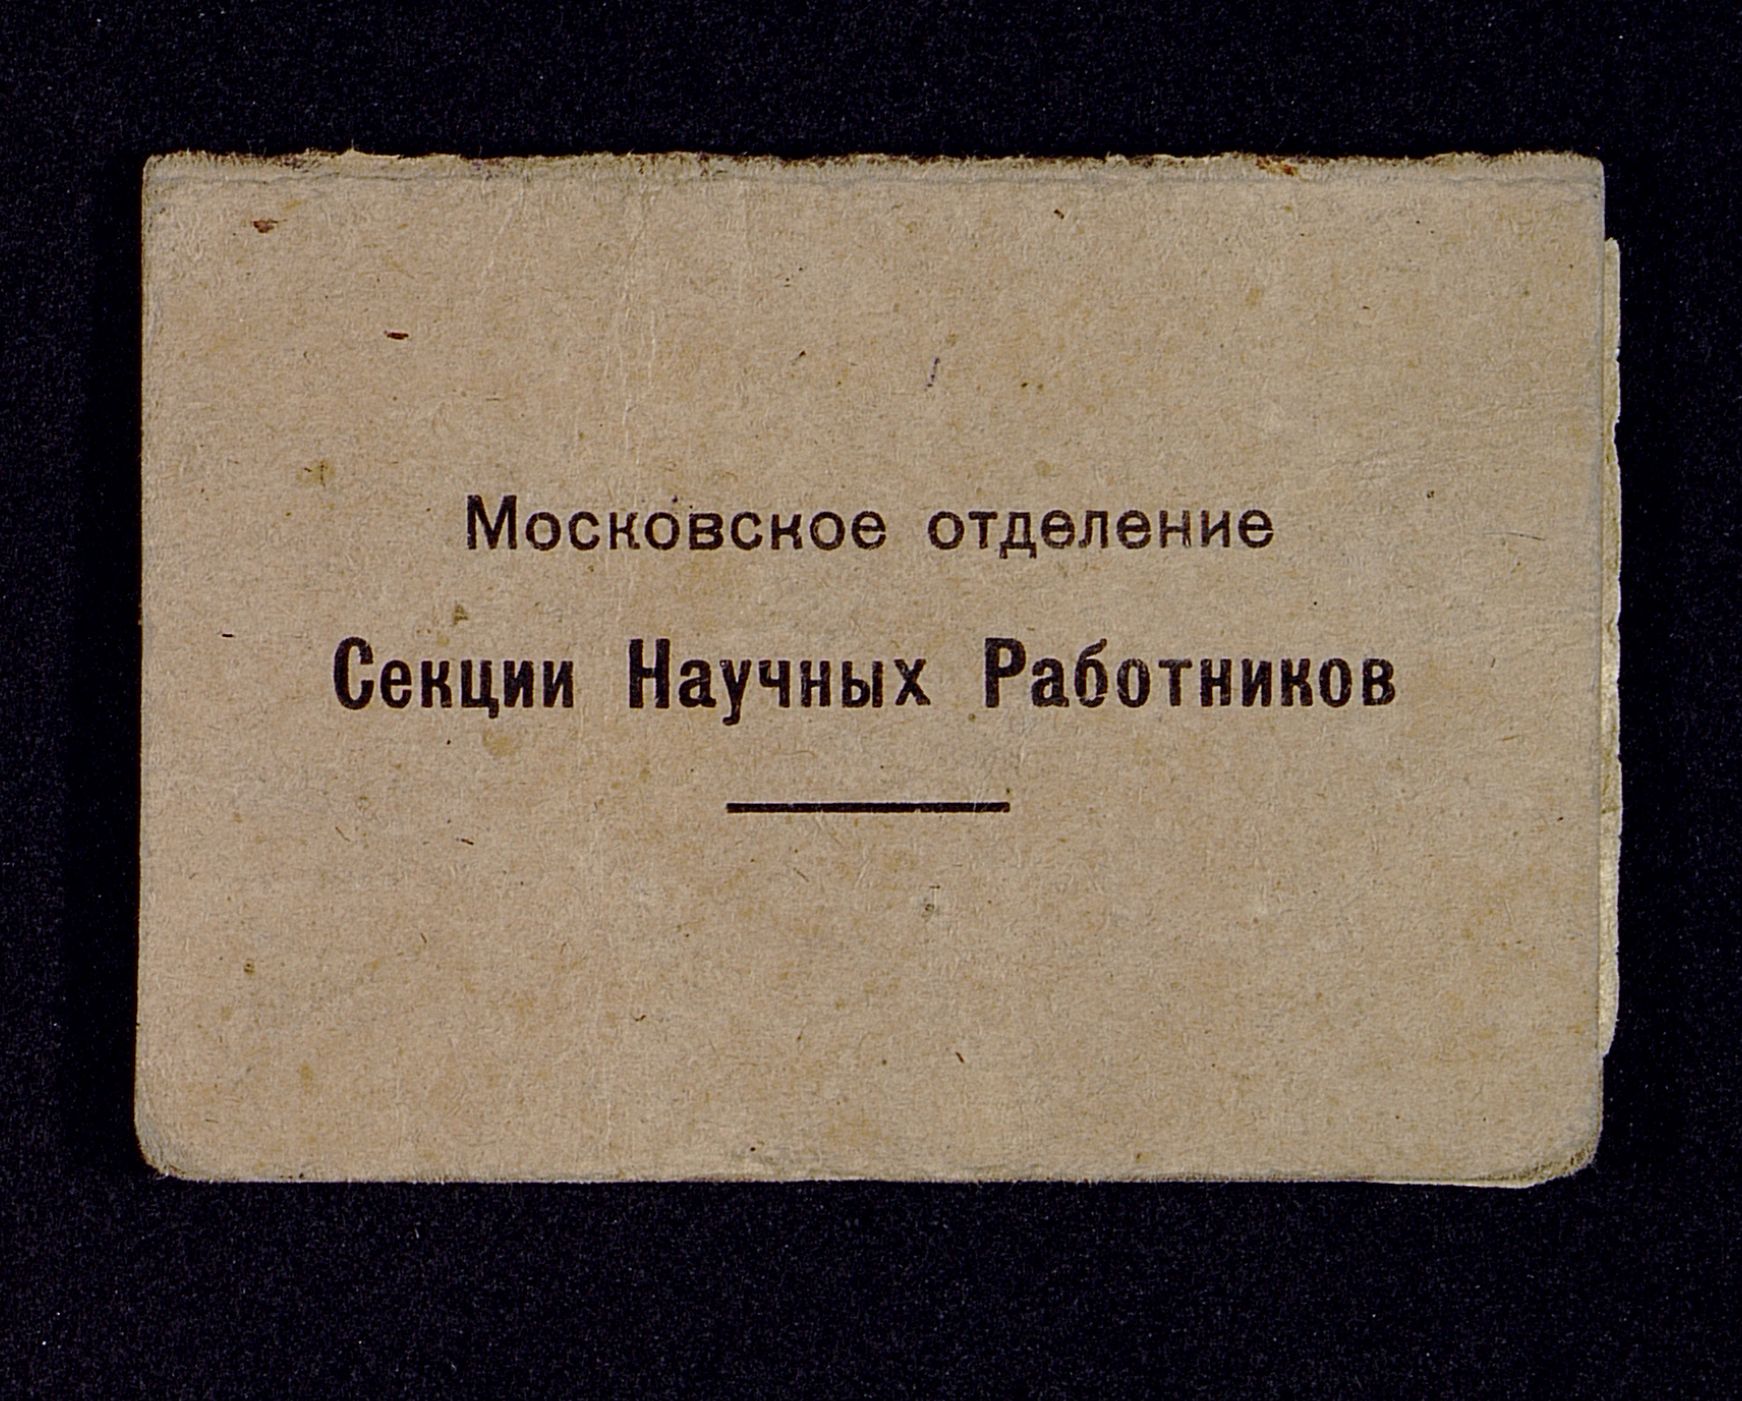 Московское отделение
Секции Научных Работников